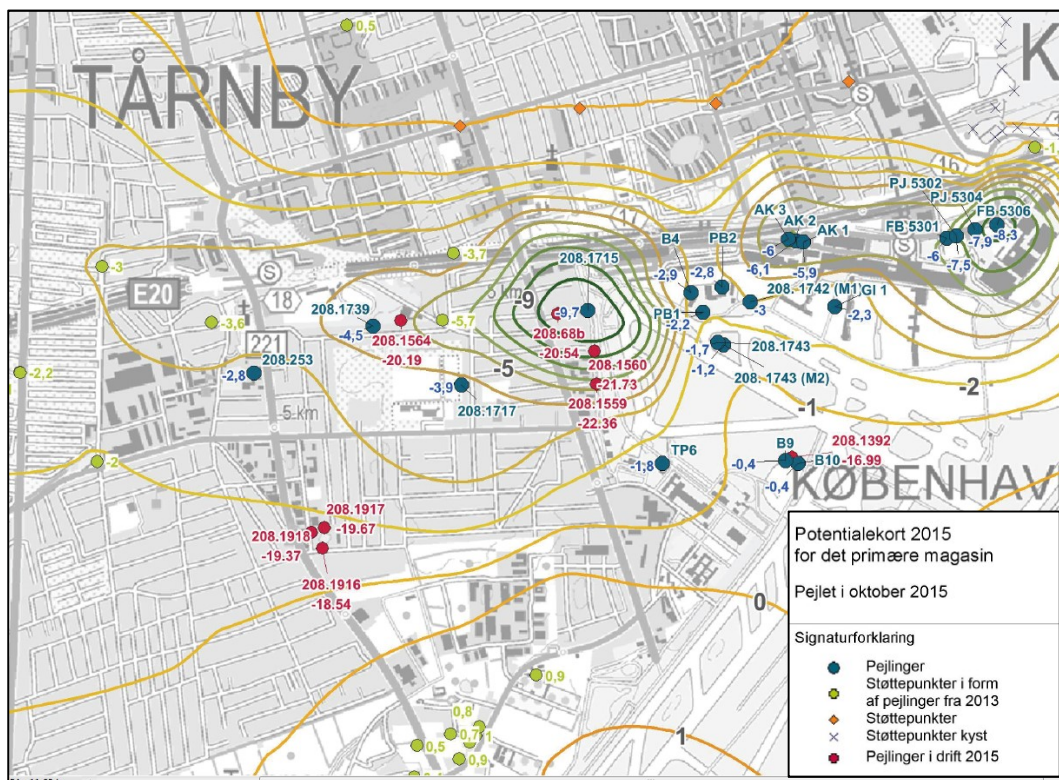 0,5
TÅRNBY
K
S
16
-1,
PJ 5302
PJ 5304
FB 5306
FB 5301
-8,3
-7,9
-6
-7,5
AK 3
AK 2
AK 1
-6
-6,1
-5,9
17
B4
PB2
-2,9
-2,8
-3,7
208.1715
-3
E20
S
18
5 km
-9
-9,7
208.1742 (M1)
GI 1
-3
-2,3
PB1
-2,2
208.1739
-4,5
-5,7
208.1564
-20.19
208.68b
-20.54
208.1560
-21.73
-3,6
221
-1,7
208.1743
-1,2
208.1743 (M2)
-2,2
208.253
-2,8
-5
-3,9
208.1717
208.1559
-22.36
-2
-1
5 km
-2
TP6
-1,8
B9
208.1392
-16.99
-0,4
B10
-0,4
KØBENHAV
208.1917
-19.67
208.1918
-19.37
208.1916
-18.54
0
0,9
0,8
0,7
1
0,5
0,9
1
Potentialekort 2015
for det primære magasin
Pejlet i oktober 2015
Signaturforklaring
Pejlinger
Støttepunkter i form
af pejlinger fra 2013
Støttepunkter
Støttepunkter kyst
Pejlinger i drift 2015